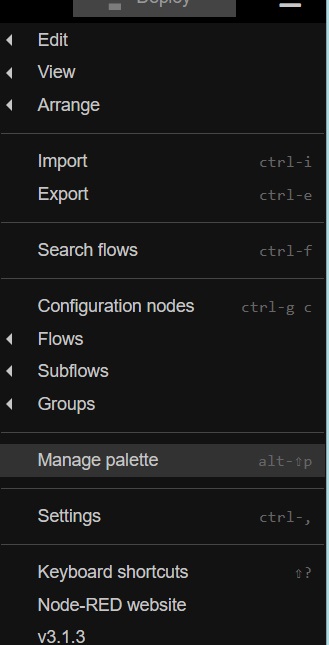 Deploy
Edit
View
Arrange
Import ctrl-i
Export ctrl-e
Search flows ctrl-f
Configuration nodes ctrl-g c
Flows
Subflows
Groups
Manage palette alt-⇧p
Settings ctrl-,
Keyboard shortcuts ⇧?
Node-RED website
v3.1.3